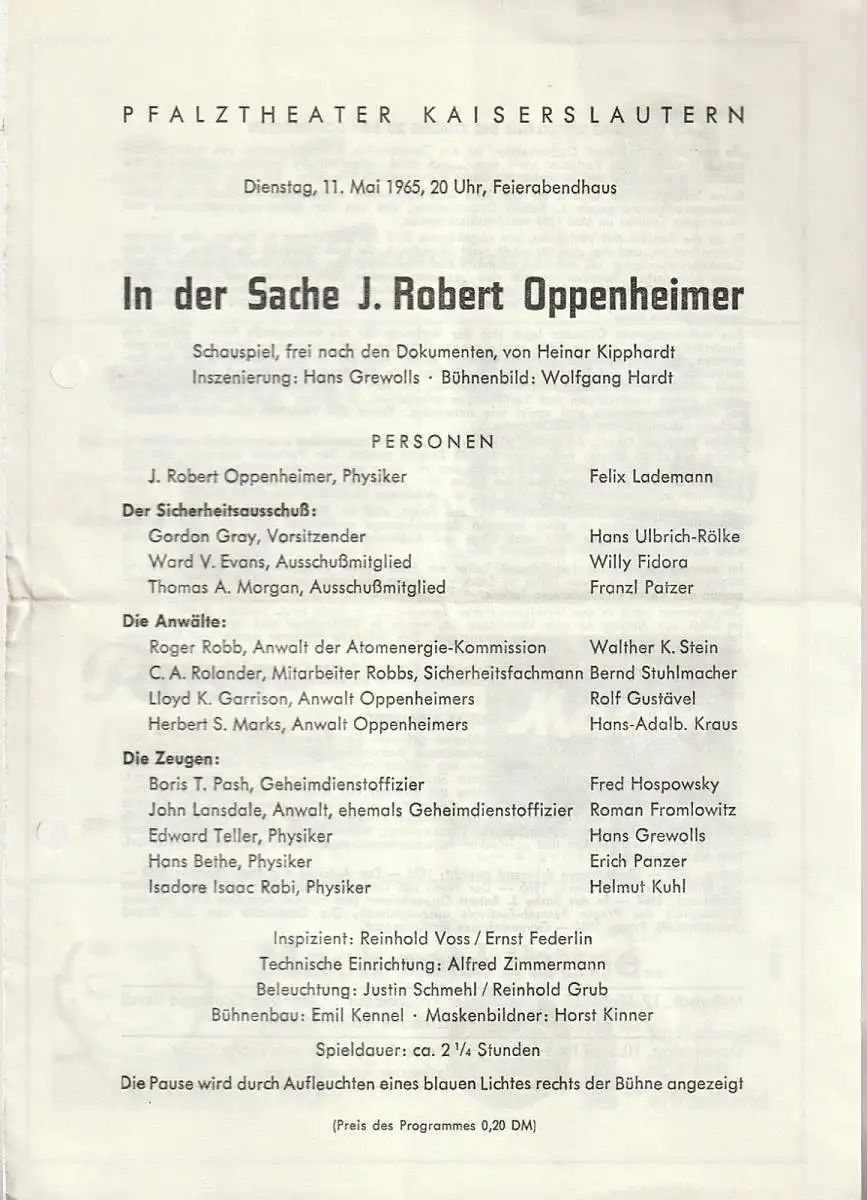 PFALZTHEATER KAISERSLAUTERN
Dienstag, 11. Mai 1965, 20 Uhr, Feierabendhaus
In der Sache J. Robert Oppenheimer
Schauspiel, frei nach den Dokumenten, von Heinar Kipphardt
Inszenierung: Hans Grewolls · Bühnenbild: Wolfgang Hardt
PERSONEN
J. Robert Oppenheimer, Physiker Felix Lademann
Der Sicherheitsausschuß:
Gordon Gray, Vorsitzender Hans Ulbrich-Rölke
Ward V. Evans, Ausschußmitglied Willy Fidora
Thomas A. Morgan, Ausschußmitglied Franzl Patzer
Die Anwälte:
Roger Robb, Anwalt der Atomenergie-Kommission Walther K. Stein
C. A. Rolander, Mitarbeiter Robbs, Sicherheitsfachmann Bernd Stuhlmacher
Lloyd K. Garrison, Anwalt Oppenheimers Rolf Gustävel
Herbert S. Marks, Anwalt Oppenheimers Hans-Adalb. Kraus
Die Zeugen:
Boris T. Pash, Geheimdienstoffizier Fred Hospowsky
John Lansdale, Anwalt, ehemals Geheimdienstoffizier Roman Fromlowitz
Edward Teller, Physiker Hans Grewolls
Hans Bethe, Physiker Erich Panzer
Isadore Isaac Rabi, Physiker Helmut Kuhl
Inspizient: Reinhold Voss / Ernst Federlin
Technische Einrichtung: Alfred Zimmermann
Beleuchtung: Justin Schmehl / Reinhold Grub
Bühnenbau: Emil Kennel · Maskenbildner: Horst Kinner
Spieldauer: ca. 2 1/4 Stunden
Die Pause wird durch Aufleuchten eines blauen Lichtes rechts der Bühne angezeigt
(Preis des Programmes 0,20 DM)